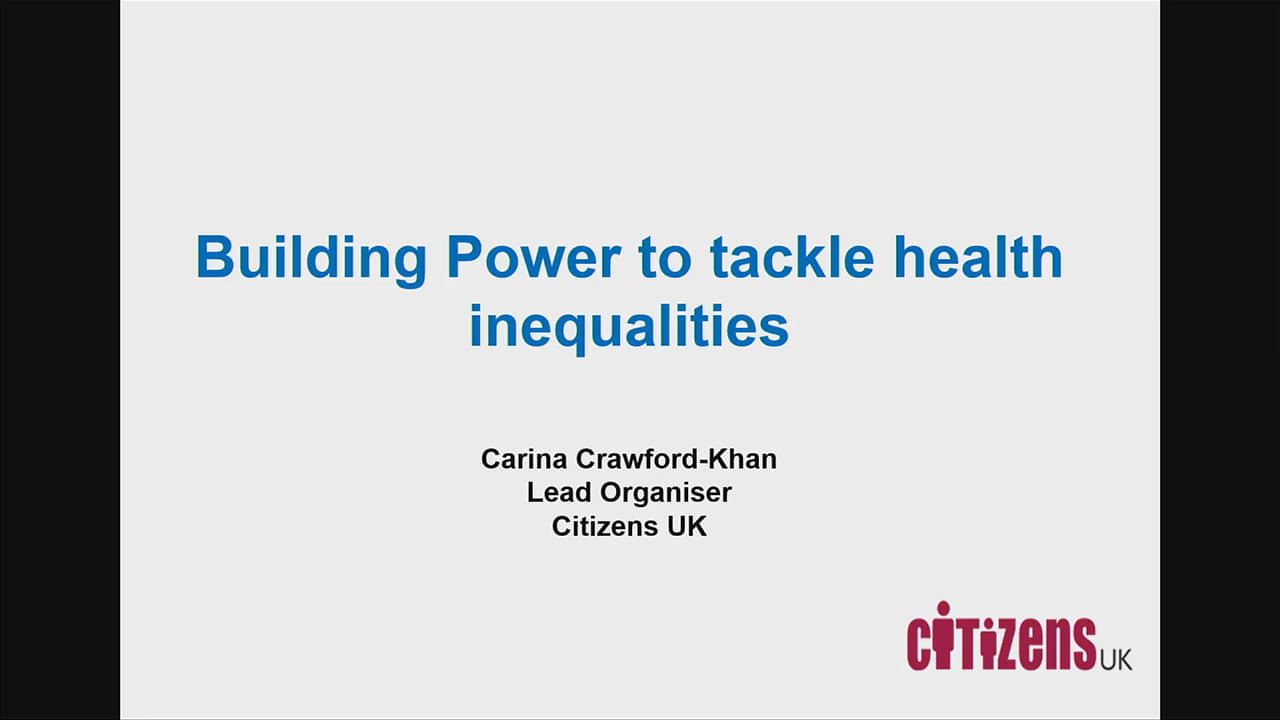 Building Power to tackle health
inequalities
Carina Crawford-Khan
Lead Organiser
Citizens UK
CiTiZENS UK